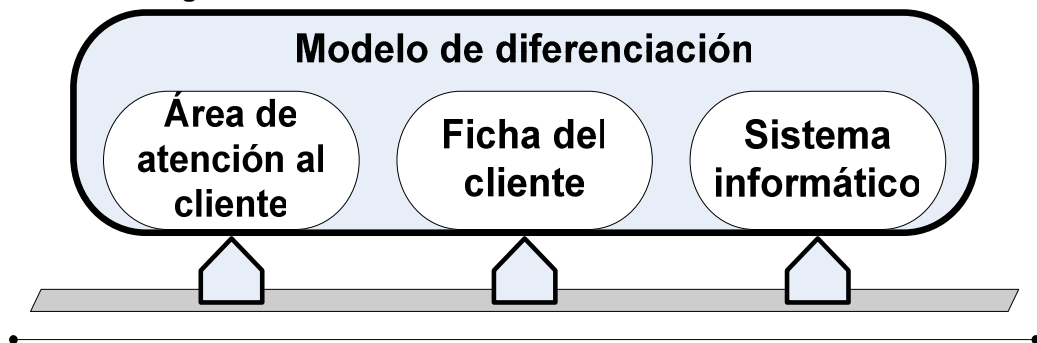 Modelo de diferenciación
Área de
atención al
cliente
Ficha del
cliente
Sistema
informático